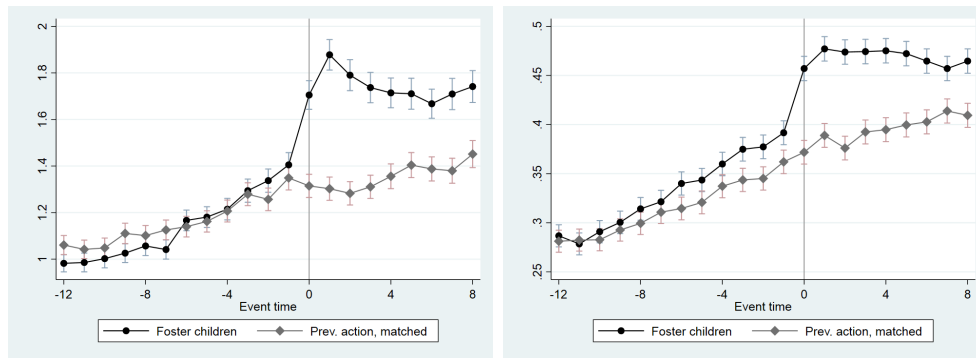 2
1.8
1.6
1.4
1.2
1
-12 -8 -4 0 4 8
Event time
Foster children Prev. action, matched
.5
.45
.4
.35
.3
.25
-12 -8 -4 0 4 8
Event time
Foster children Prev. action, matched